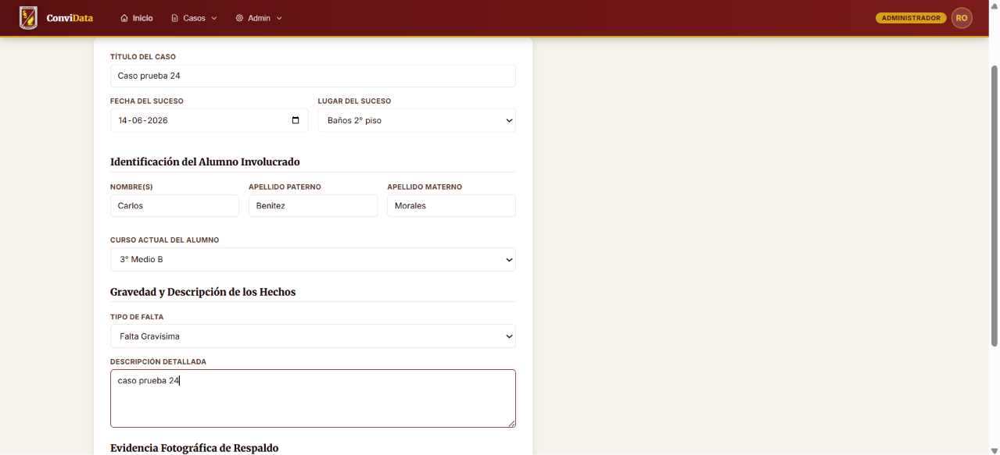 ConviData Inicio Casos Admin ADMINISTRADOR RO
TÍTULO DEL CASO
Caso prueba 24
FECHA DEL SUCESO LUGAR DEL SUCESO
14-06-2026 Baños 2° piso
Identificación del Alumno Involucrado
NOMBRE(S) APELLIDO PATERNO APELLIDO MATERNO
Carlos Benitez Morales
CURSO ACTUAL DEL ALUMNO
3° Medio B
Gravedad y Descripción de los Hechos
TIPO DE FALTA
Falta Gravísima
DESCRIPCIÓN DETALLADA
caso prueba 24
Evidencia Fotográfica de Respaldo